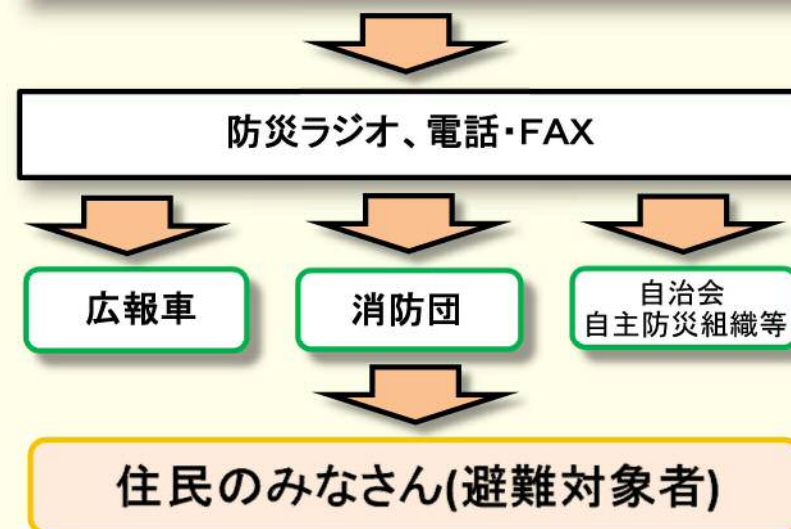 防災ラジオ、電話・FAX
広報車
消防団
自治会
自主防災組織等
住民のみなさん(避難対象者)